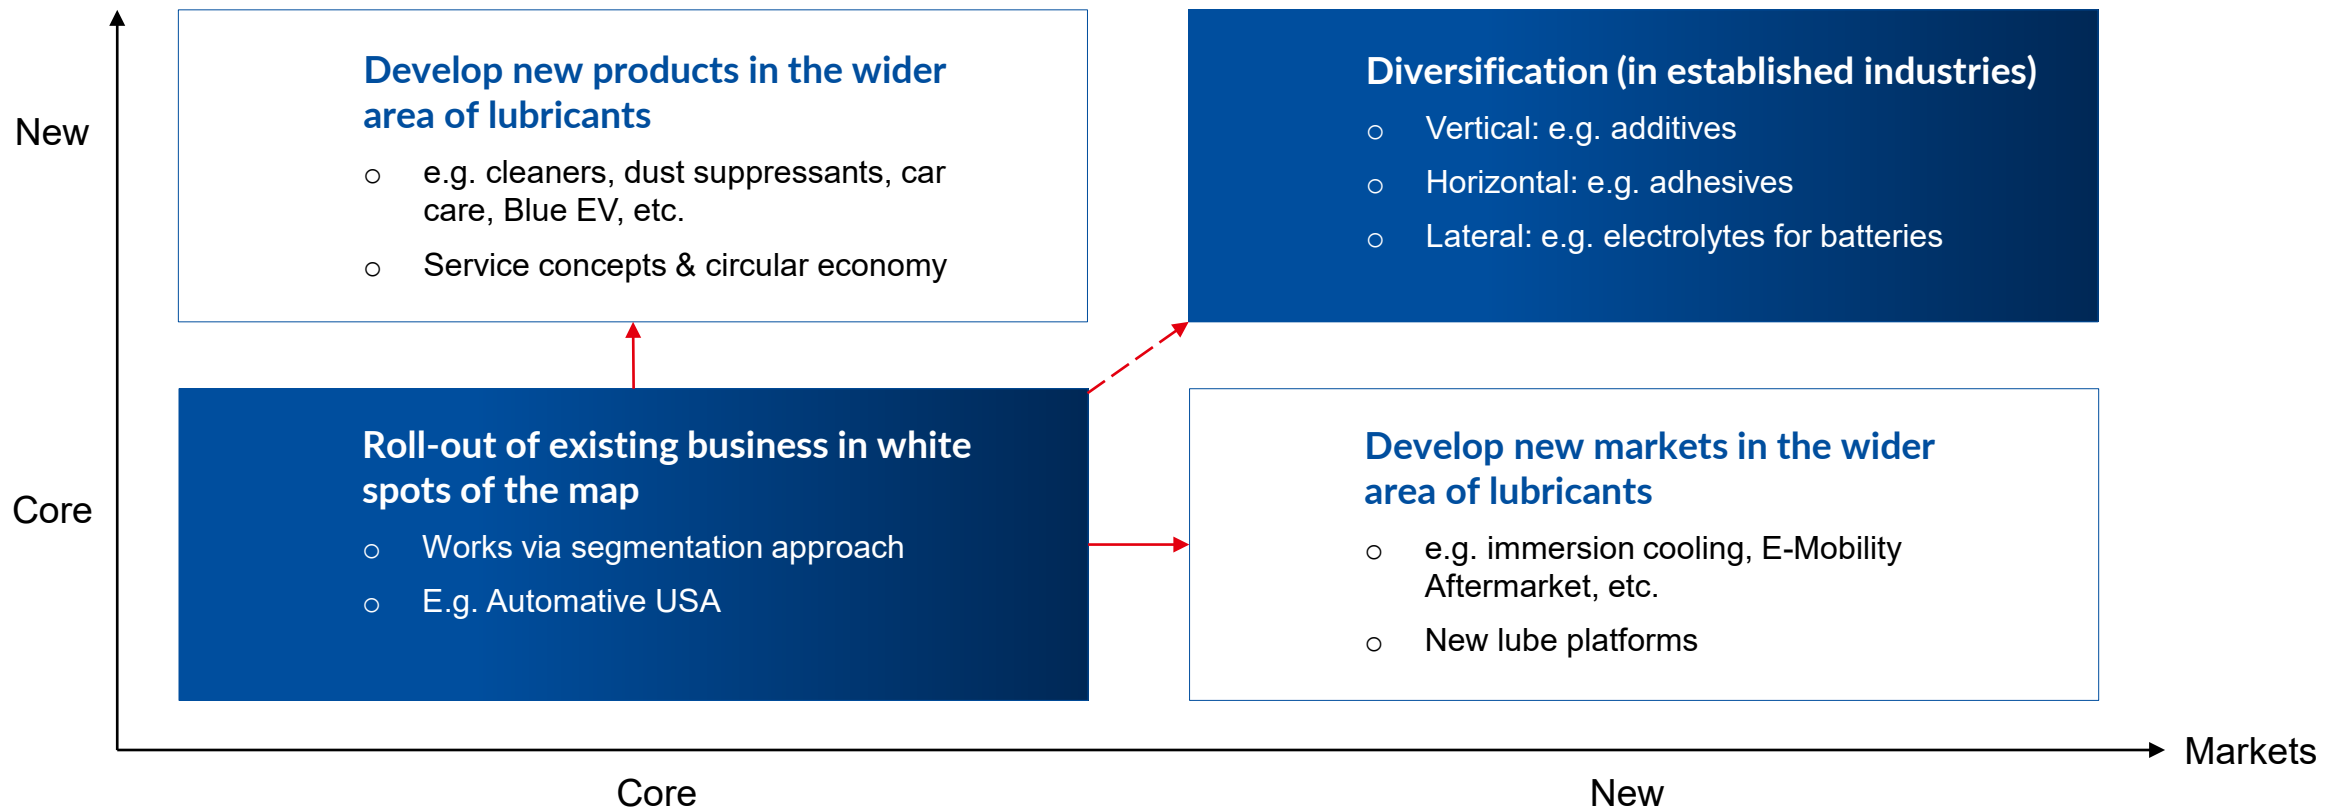 New
Develop new products in the wider
area of lubricants
o e.g. cleaners, dust suppressants, car
care, Blue EV, etc.
o Service concepts & circular economy
Diversification (in established industries)
o Vertical: e.g. additives
o Horizontal: e.g. adhesives
o Lateral: e.g. electrolytes for batteries
Core
Roll-out of existing business in white
spots of the map
o Works via segmentation approach
o E.g. Automative USA
Develop new markets in the wider
area of lubricants
o e.g. immersion cooling, E-Mobility
Aftermarket, etc.
o New lube platforms
Markets
Core
New